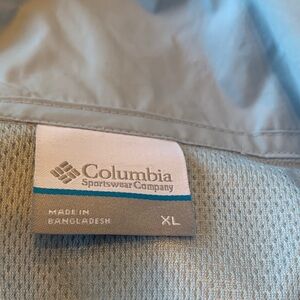 Columbia
Sportswear Company
MADE IN
BANGLADESH
XL